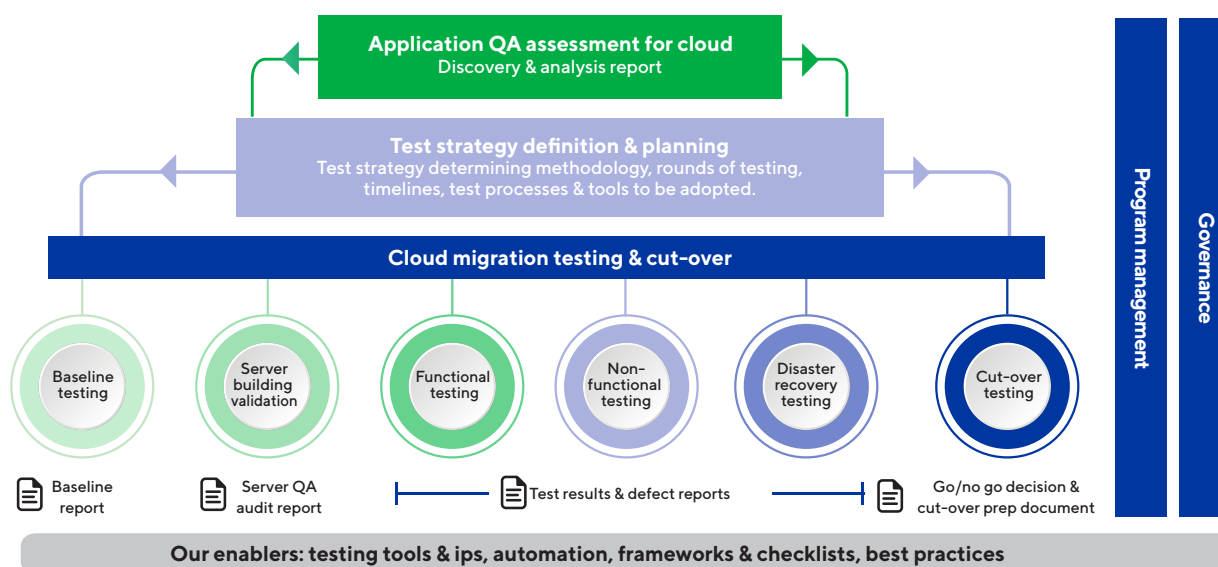 Application QA assessment for cloud
Discovery & analysis report
Test strategy definition & planning
Test strategy determining methodology, rounds of testing,
timelines, test processes & tools to be adopted.
Cloud migration testing & cut-over
Baseline
testing
Server
building
validation
Functional
testing
Non-
functional
testing
Disaster
recovery
testing
Cut-over
testing
Baseline
report
Server QA
audit report
Test results & defect reports
Go/no go decision &
cut-over prep document
Our enablers: testing tools & ips, automation, frameworks & checklists, best practices
Program management
Governance